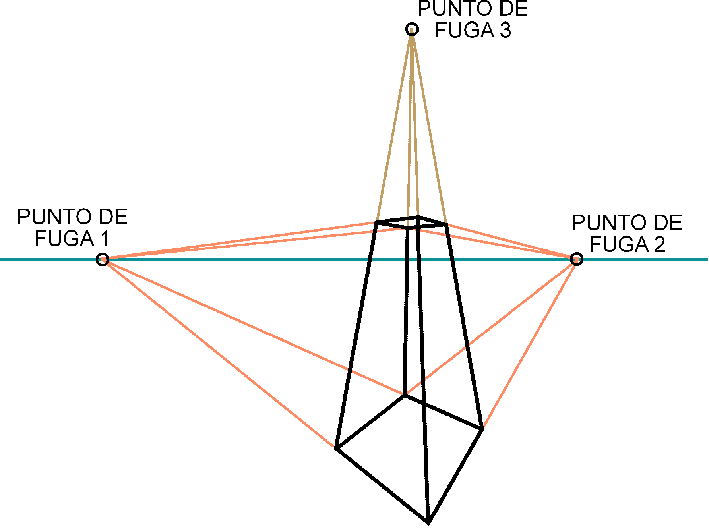 PUNTO DE
FUGA 3
PUNTO DE
FUGA 1
PUNTO DE
FUGA 2